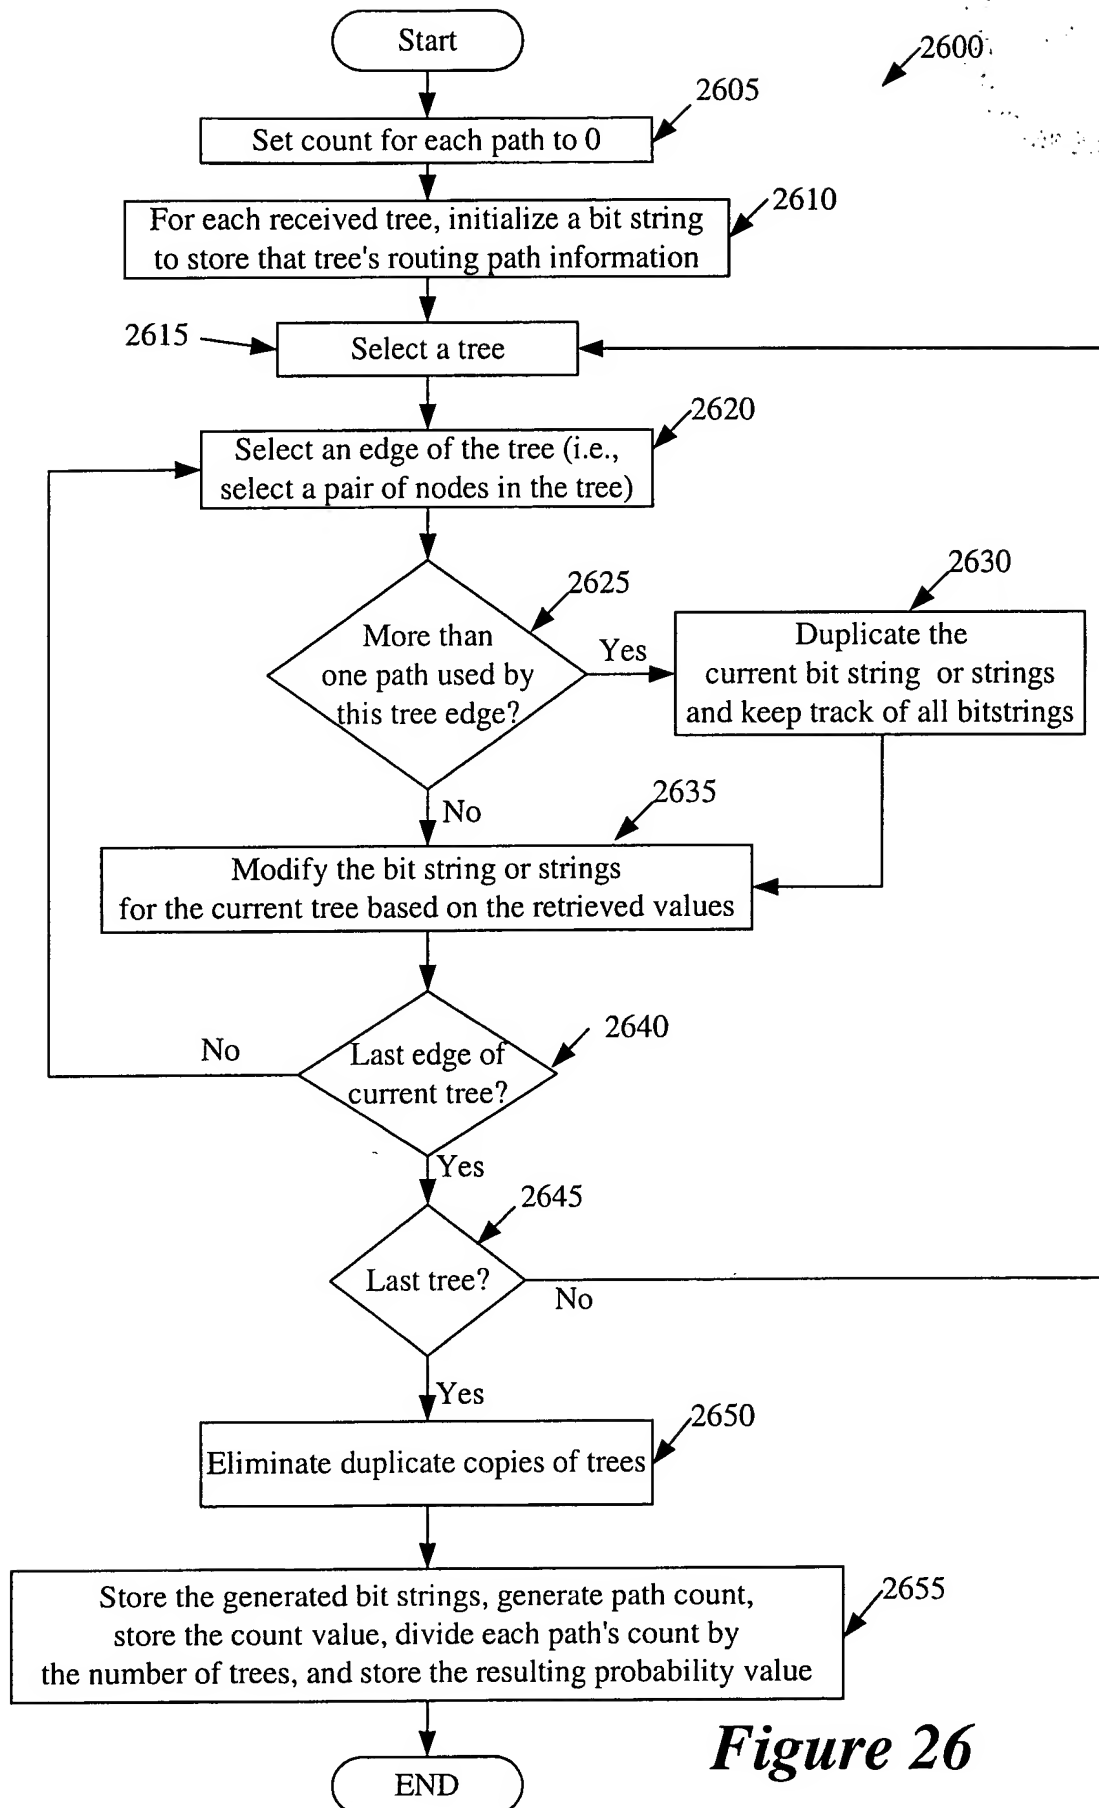 Start
2600
2605
Set count for each path to 0
2610
For each received tree, initialize a bit string
to store that tree's routing path information
2615
Select a tree
2620
Select an edge of the tree (i.e.,
select a pair of nodes in the tree)
2625
2630
More than
one path used by
this tree edge?
Yes
Duplicate the
current bit string or strings
and keep track of all bitstrings
No
2635
Modify the bit string or strings
for the current tree based on the retrieved values
2640
No
Last edge of
current tree?
Yes
2645
Last tree?
No
Yes
2650
Eliminate duplicate copies of trees
2655
Store the generated bit strings, generate path count,
store the count value, divide each path's count by
the number of trees, and store the resulting probability value
Figure 26
END